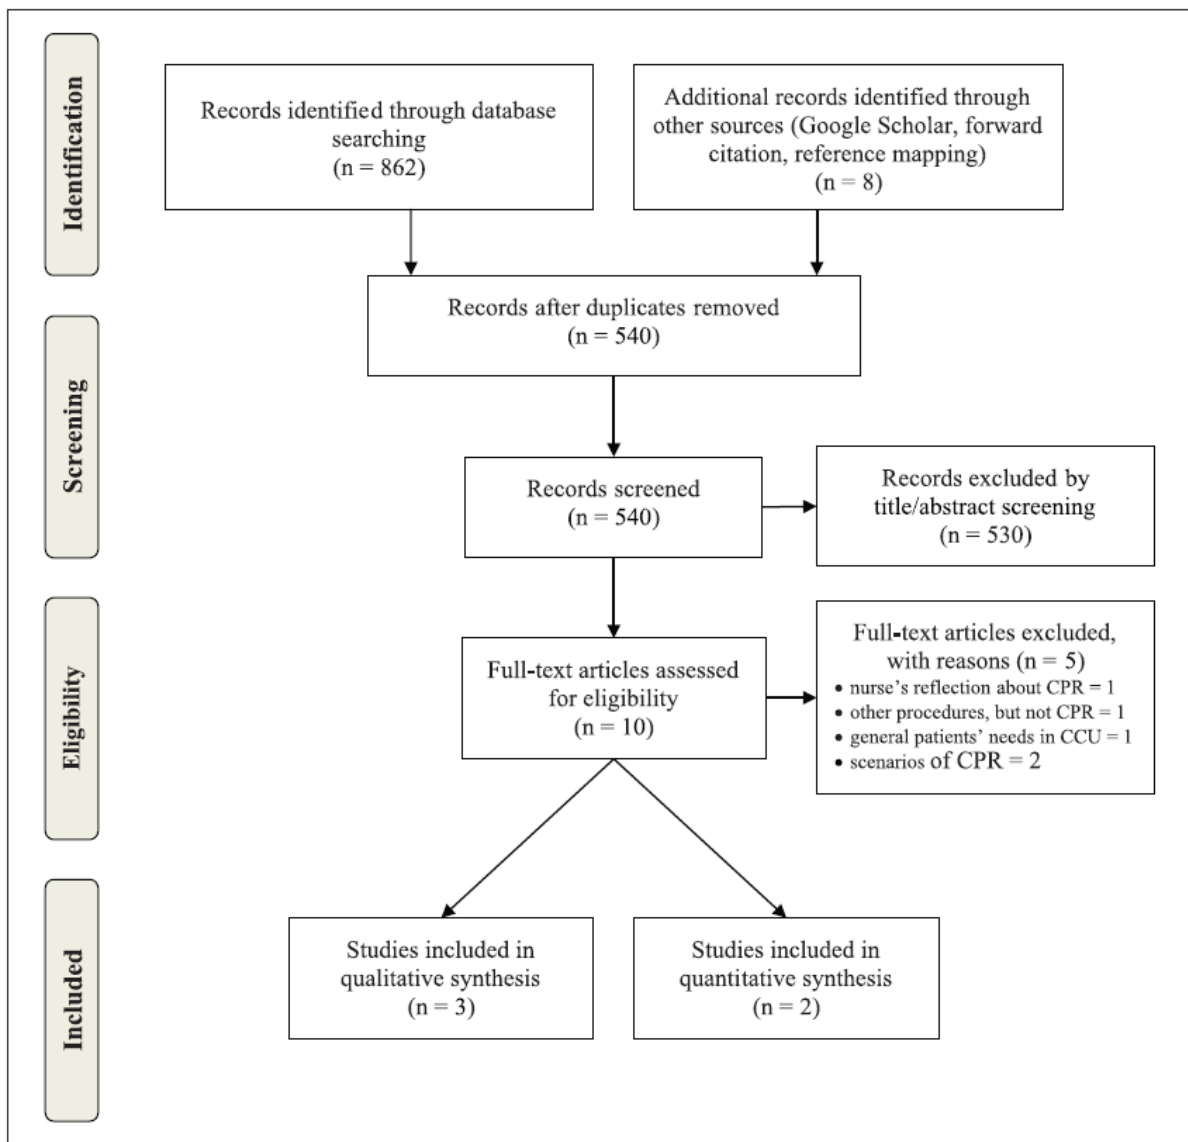 Identification
Records identified through database
searching
(n = 862)
Additional records identified through
other sources (Google Scholar, forward
citation, reference mapping)
(n = 8)
Records after duplicates removed
(n = 540)
Screening
Records screened
(n = 540)
Records excluded by
title/abstract screening
(n = 530)
Eligibility
Full-text articles assessed
for eligibility
(n = 10)
Full-text articles excluded,
with reasons (n = 5)
• nurse's reflection about CPR = 1
• other procedures, but not CPR = 1
• general patients' needs in CCU = 1
• scenarios of CPR = 2
Included
Studies included in
qualitative synthesis
(n = 3)
Studies included in
quantitative synthesis
(n = 2)